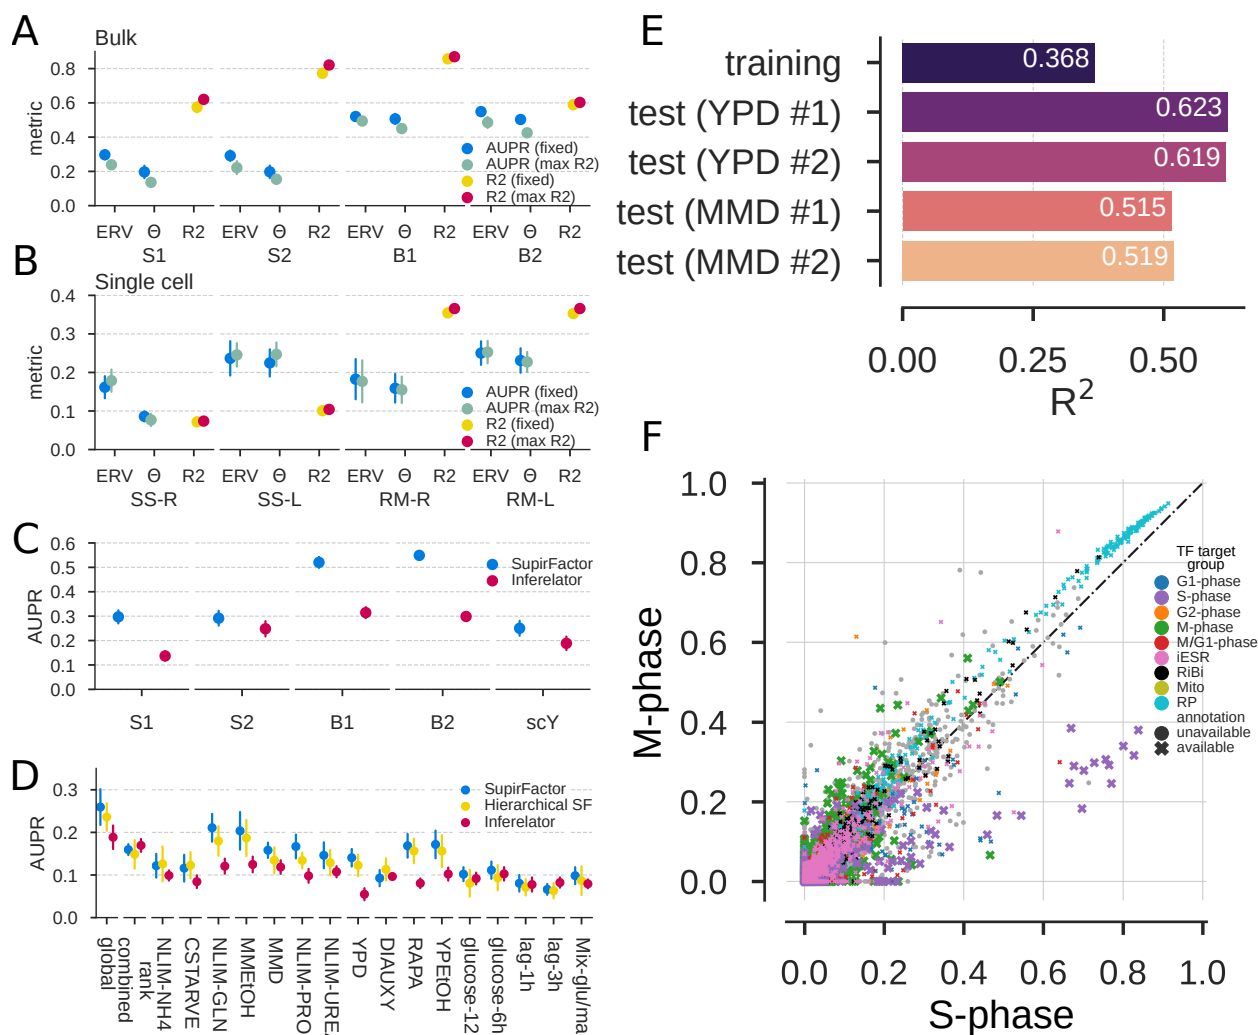 A
Bulk
metric
0.8
0.6
0.4
0.2
0.0
AUPR (fixed)
AUPR (max R2)
R2 (fixed)
R2 (max R2)
ERV Θ R2 ERV Θ R2 ERV Θ R2 ERV Θ R2
S1 S2 B1 B2
B
Single cell
metric
0.4
0.3
0.2
0.1
0.0
AUPR (fixed)
AUPR (max R2)
R2 (fixed)
R2 (max R2)
ERV Θ R2 ERV Θ R2 ERV Θ R2 ERV Θ R2
SS-R SS-L RM-R RM-L
C
AUPR
0.6
0.5
0.4
0.3
0.2
0.1
0.0
SupirFactor
Inferelator
S1 S2 B1 B2 scY
D
AUPR
0.3
0.2
0.1
0.0
SupirFactor
Hierarchical SF
Inferelator
global
combined
rank
NLIM-NH4
CSTARVE
NLIM-GLN
MMEtOH
MMD
NLIM-PRO
NLIM-UREA
YPD
DIAUXY
RAPA
YPEtOH
glucose-12
glucose-6h
lag-1h
lag-3h
Mix-glu/ma
E
training 0.368
test (YPD #1) 0.623
test (YPD #2) 0.619
test (MMD #1) 0.515
test (MMD #2) 0.519
0.00 0.25 0.50
R²
F
M-phase
1.0
0.8
0.6
0.4
0.2
0.0
TF target
group
G1-phase
S-phase
G2-phase
M-phase
M/G1-phase
iESR
RiBi
Mito
RP
annotation
unavailable
available
0.0 0.2 0.4 0.6 0.8 1.0
S-phase